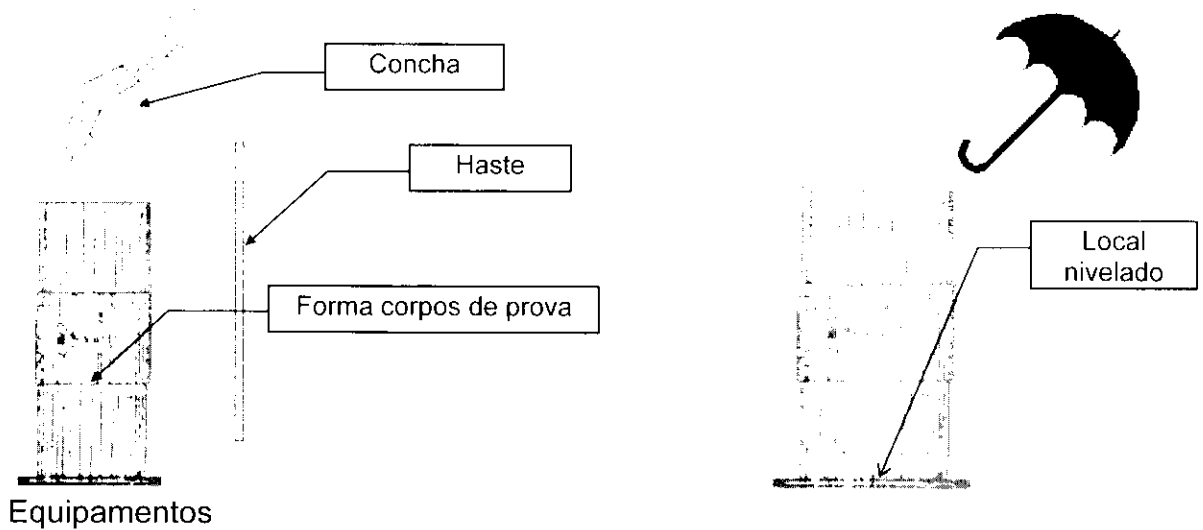 Concha
Haste
Forma corpos de prova
Equipamentos
Local
nivelado